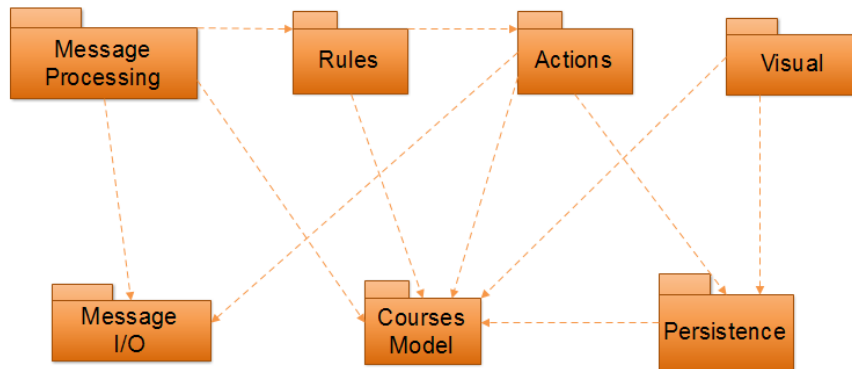 Message
Processing
Rules
Actions
Visual
Message
I/O
Courses
Model
Persistence